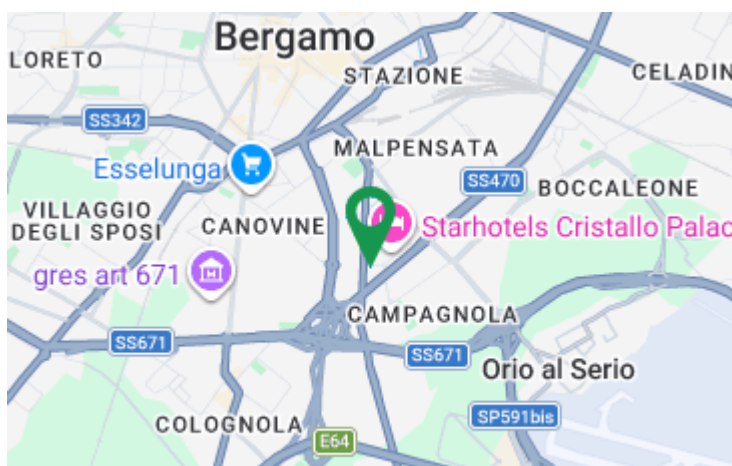 Bergamo
LORETO
STAZIONE
CELADIN
SS342
MALPENSATA
Esselunga
SS470
BOCCALEONE
VILLAGGIO
DEGLI SPOSI
CANOVINE
Starhotels Cristallo Palac
gres art 671
CAMPAGNOLA
SS671
SS671
Orio al Serio
COLOGNOLA
SP591bis
E64